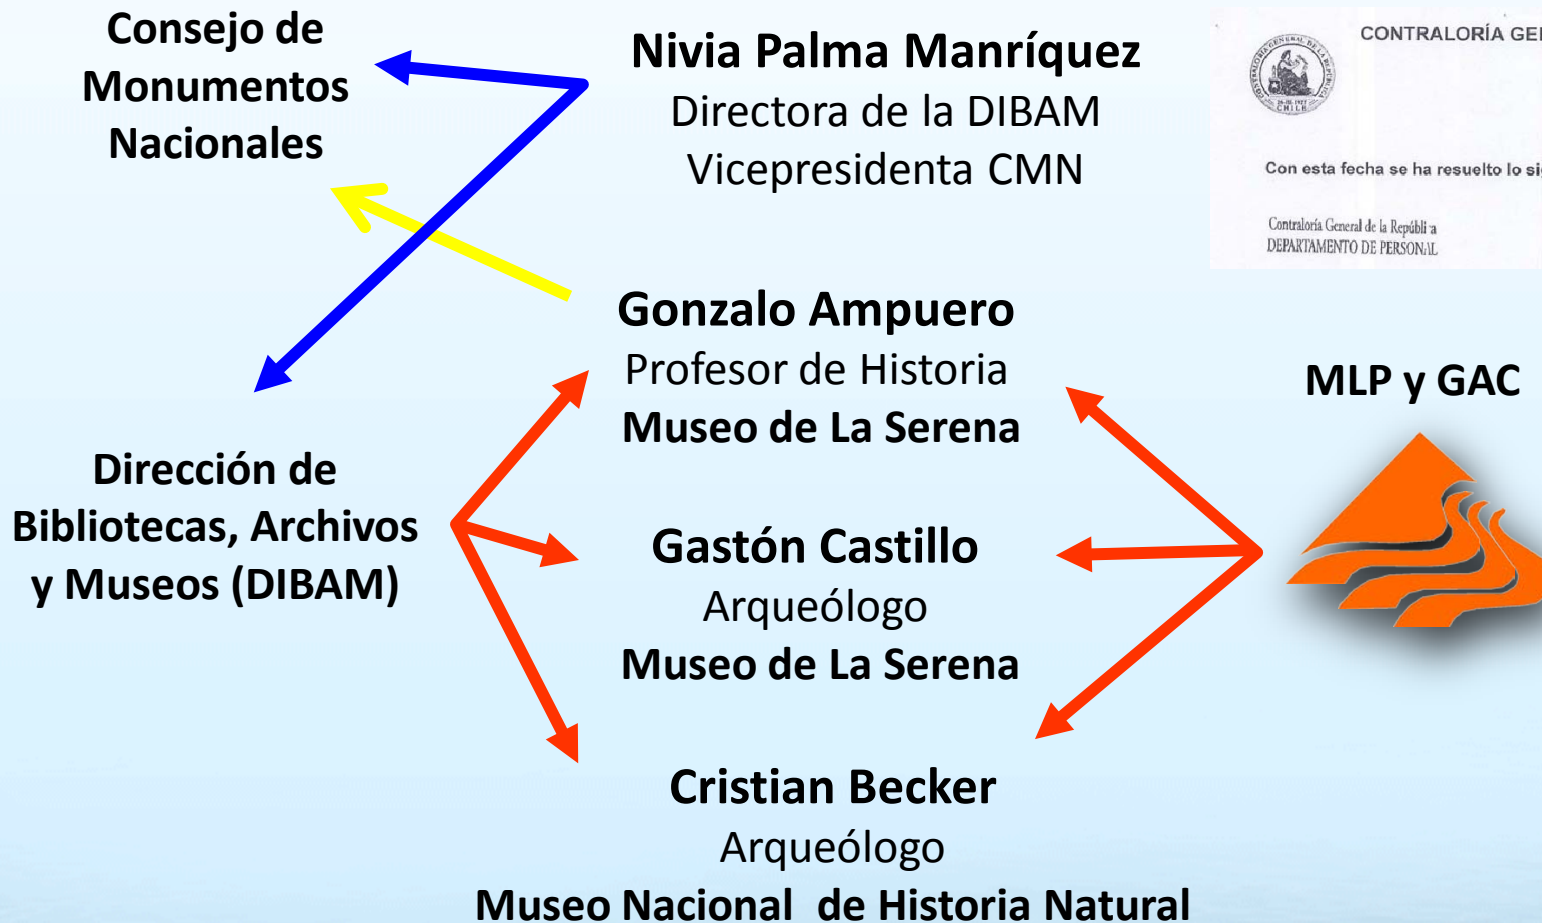 Consejo de
Monumentos
Nacionales
Nivia Palma Manríquez
Directora de la DIBAM
Vicepresidenta CMN
CONTRALORÍA
Con esta fecha se ha resuelto lo
Contraloría General de la
DEPARTAMENTO DE PERSONAL
CHILE
Gonzalo Ampuero
Profesor de Historia
Museo de La Serena
MLP y GAC
Dirección de
Bibliotecas, Archivos
y Museos (DIBAM)
Gastón Castillo
Arqueólogo
Museo de La Serena
Cristian Becker
Arqueólogo
Museo Nacional de Historia Natural